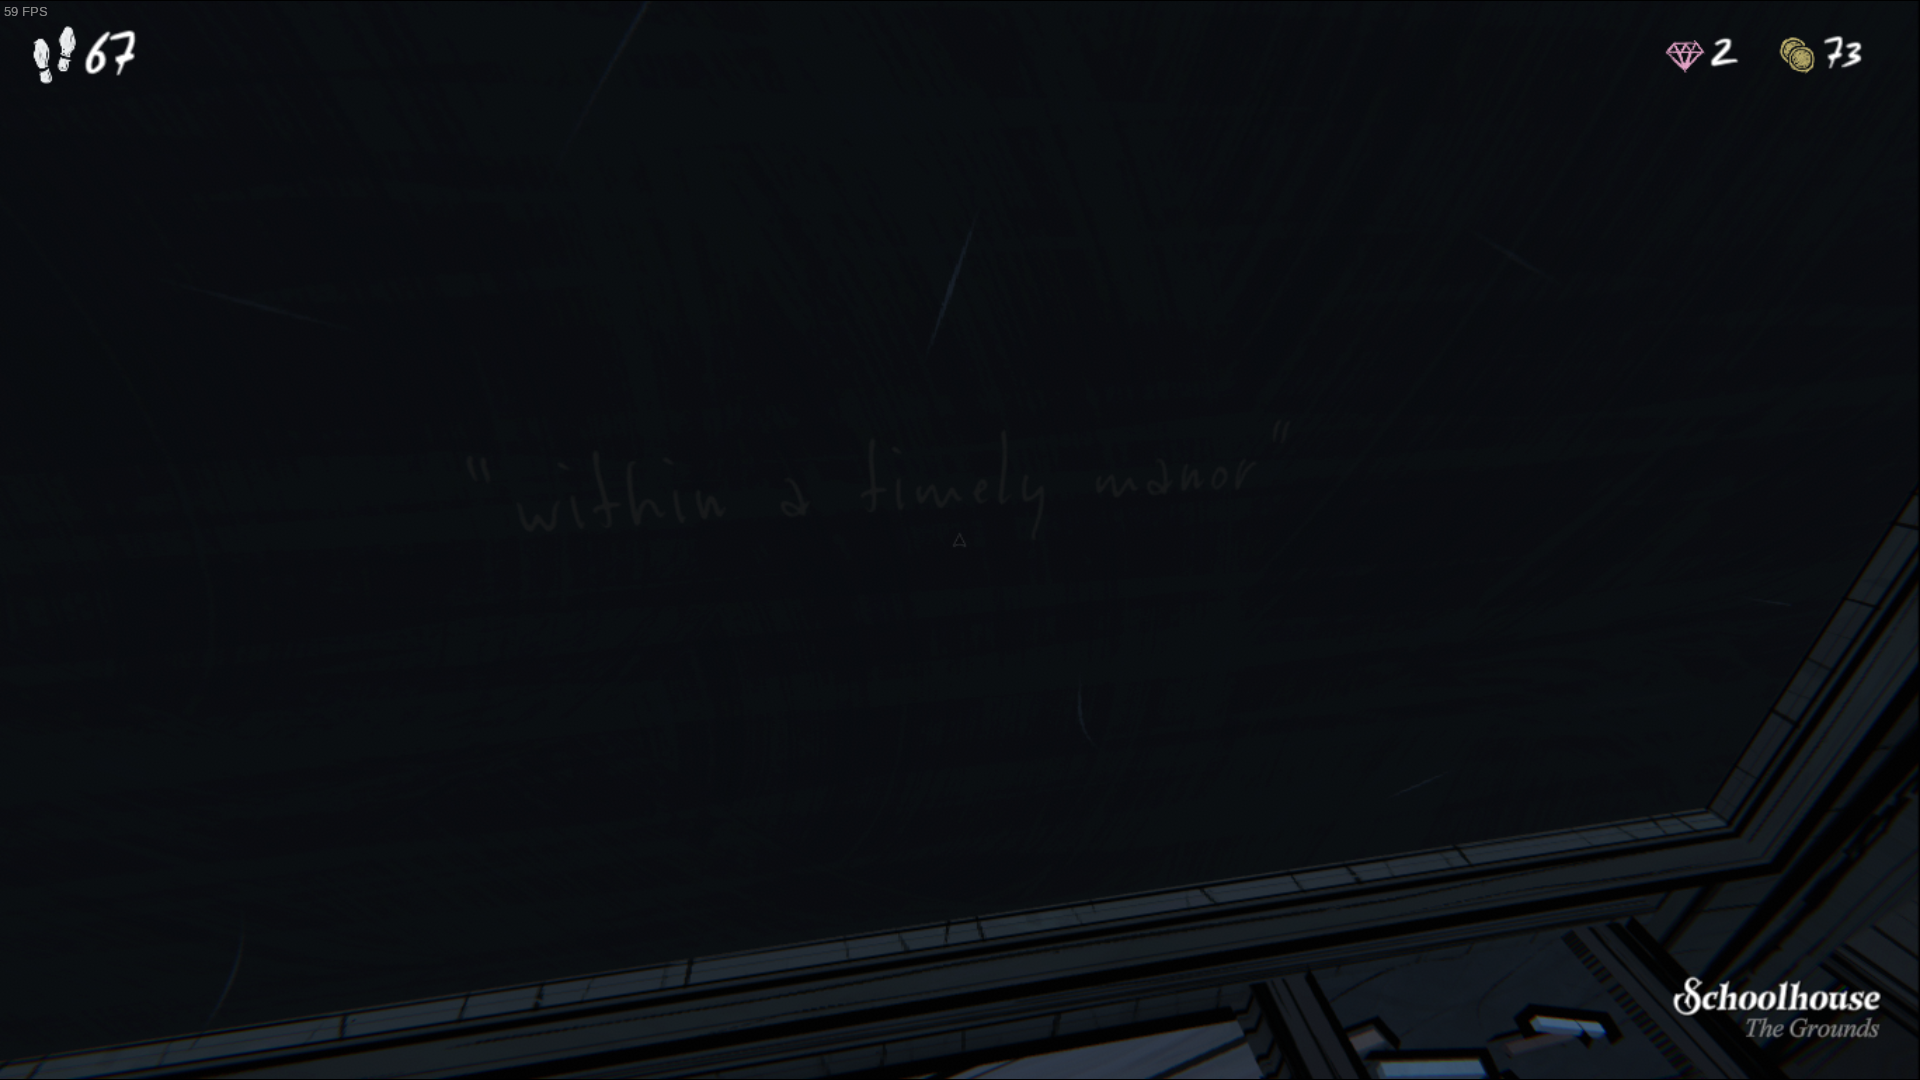 59 FPS
67
2
73
"within a timely manor"
Schoolhouse
The Grounds